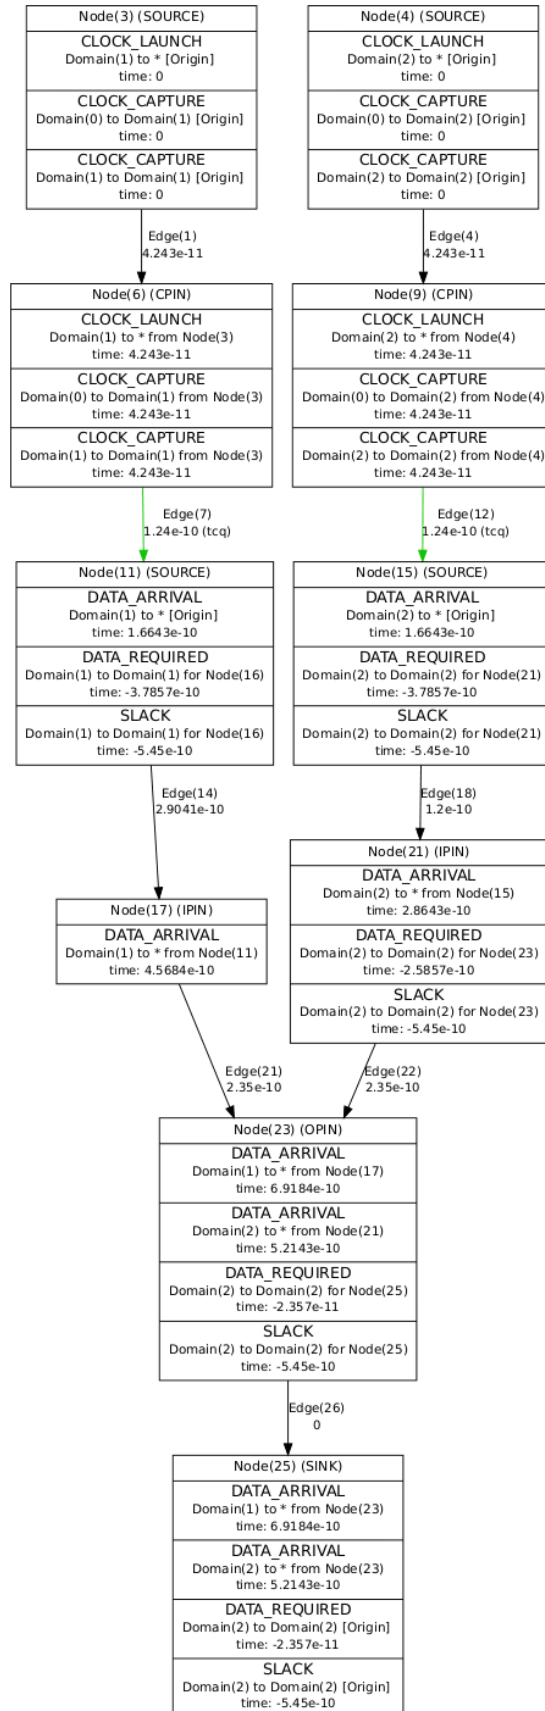 Node(3) (SOURCE)
CLOCK_LAUNCH
Domain(1) to * [Origin]
time: 0
CLOCK_CAPTURE
Domain(0) to Domain(1) [Origin]
time: 0
CLOCK_CAPTURE
Domain(1) to Domain(1) [Origin]
time: 0
Node(4) (SOURCE)
CLOCK_LAUNCH
Domain(2) to * [Origin]
time: 0
CLOCK_CAPTURE
Domain(0) to Domain(2) [Origin]
time: 0
CLOCK_CAPTURE
Domain(2) to Domain(2) [Origin]
time: 0
Edge(1)
4.243e-11
Edge(4)
4.243e-11
Node(6) (CPIN)
CLOCK_LAUNCH
Domain(1) to * from Node(3)
time: 4.243e-11
CLOCK_CAPTURE
Domain(0) to Domain(1) from Node(3)
time: 4.243e-11
CLOCK_CAPTURE
Domain(1) to Domain(1) from Node(3)
time: 4.243e-11
Node(9) (CPIN)
CLOCK_LAUNCH
Domain(2) to * from Node(4)
time: 4.243e-11
CLOCK_CAPTURE
Domain(0) to Domain(2) from Node(4)
time: 4.243e-11
CLOCK_CAPTURE
Domain(2) to Domain(2) from Node(4)
time: 4.243e-11
Edge(7)
1.24e-10 (tcq)
Edge(12)
1.24e-10 (tcq)
Node(11) (SOURCE)
DATA_ARRIVAL
Domain(1) to * [Origin]
time: 1.6643e-10
DATA_REQUIRED
Domain(1) to Domain(1) for Node(16)
time: -3.7857e-10
SLACK
Domain(1) to Domain(1) for Node(16)
time: -5.45e-10
Node(15) (SOURCE)
DATA_ARRIVAL
Domain(2) to * [Origin]
time: 1.6643e-10
DATA_REQUIRED
Domain(2) to Domain(2) for Node(21)
time: -3.7857e-10
SLACK
Domain(2) to Domain(2) for Node(21)
time: -5.45e-10
Edge(14)
2.9041e-10
Edge(18)
1.2e-10
Node(17) (IPIN)
DATA_ARRIVAL
Domain(1) to * from Node(11)
time: 4.5684e-10
Node(21) (IPIN)
DATA_ARRIVAL
Domain(2) to * from Node(15)
time: 2.8643e-10
DATA_REQUIRED
Domain(2) to Domain(2) for Node(23)
time: -2.5857e-10
SLACK
Domain(2) to Domain(2) for Node(23)
time: -5.45e-10
Edge(21)
2.35e-10
Edge(22)
2.35e-10
Node(23) (OPIN)
DATA_ARRIVAL
Domain(1) to * from Node(17)
time: 6.9184e-10
DATA_ARRIVAL
Domain(2) to * from Node(21)
time: 5.2143e-10
DATA_REQUIRED
Domain(2) to Domain(2) for Node(25)
time: -2.357e-11
SLACK
Domain(2) to Domain(2) for Node(25)
time: -5.45e-10
Edge(26)
0
Node(25) (SINK)
DATA_ARRIVAL
Domain(1) to * from Node(23)
time: 6.9184e-10
DATA_ARRIVAL
Domain(2) to * from Node(23)
time: 5.2143e-10
DATA_REQUIRED
Domain(2) to Domain(2) [Origin]
time: -2.357e-11
SLACK
Domain(2) to Domain(2) [Origin]
time: -5.45e-10